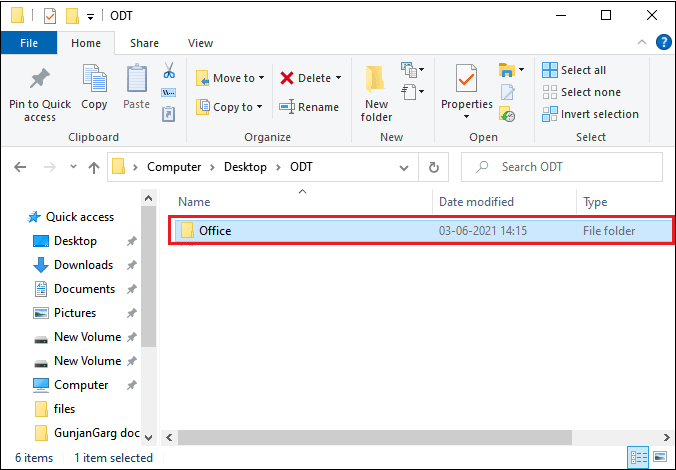 ODT
File Home Share View
Pin to Quick access
Copy
Paste
Clipboard
Move to
Copy to
Delete
Rename
Organize
New folder
New
Properties
Open
Select all
Select none
Invert selection
Select
Computer > Desktop > ODT
Search ODT
Name Date modified Type
Office 03-06-2021 14:15 File folder
Quick access
Desktop
Downloads
Documents
Pictures
New Volume
New Volume
Computer
files
GunjanGarg doc
6 items 1 item selected